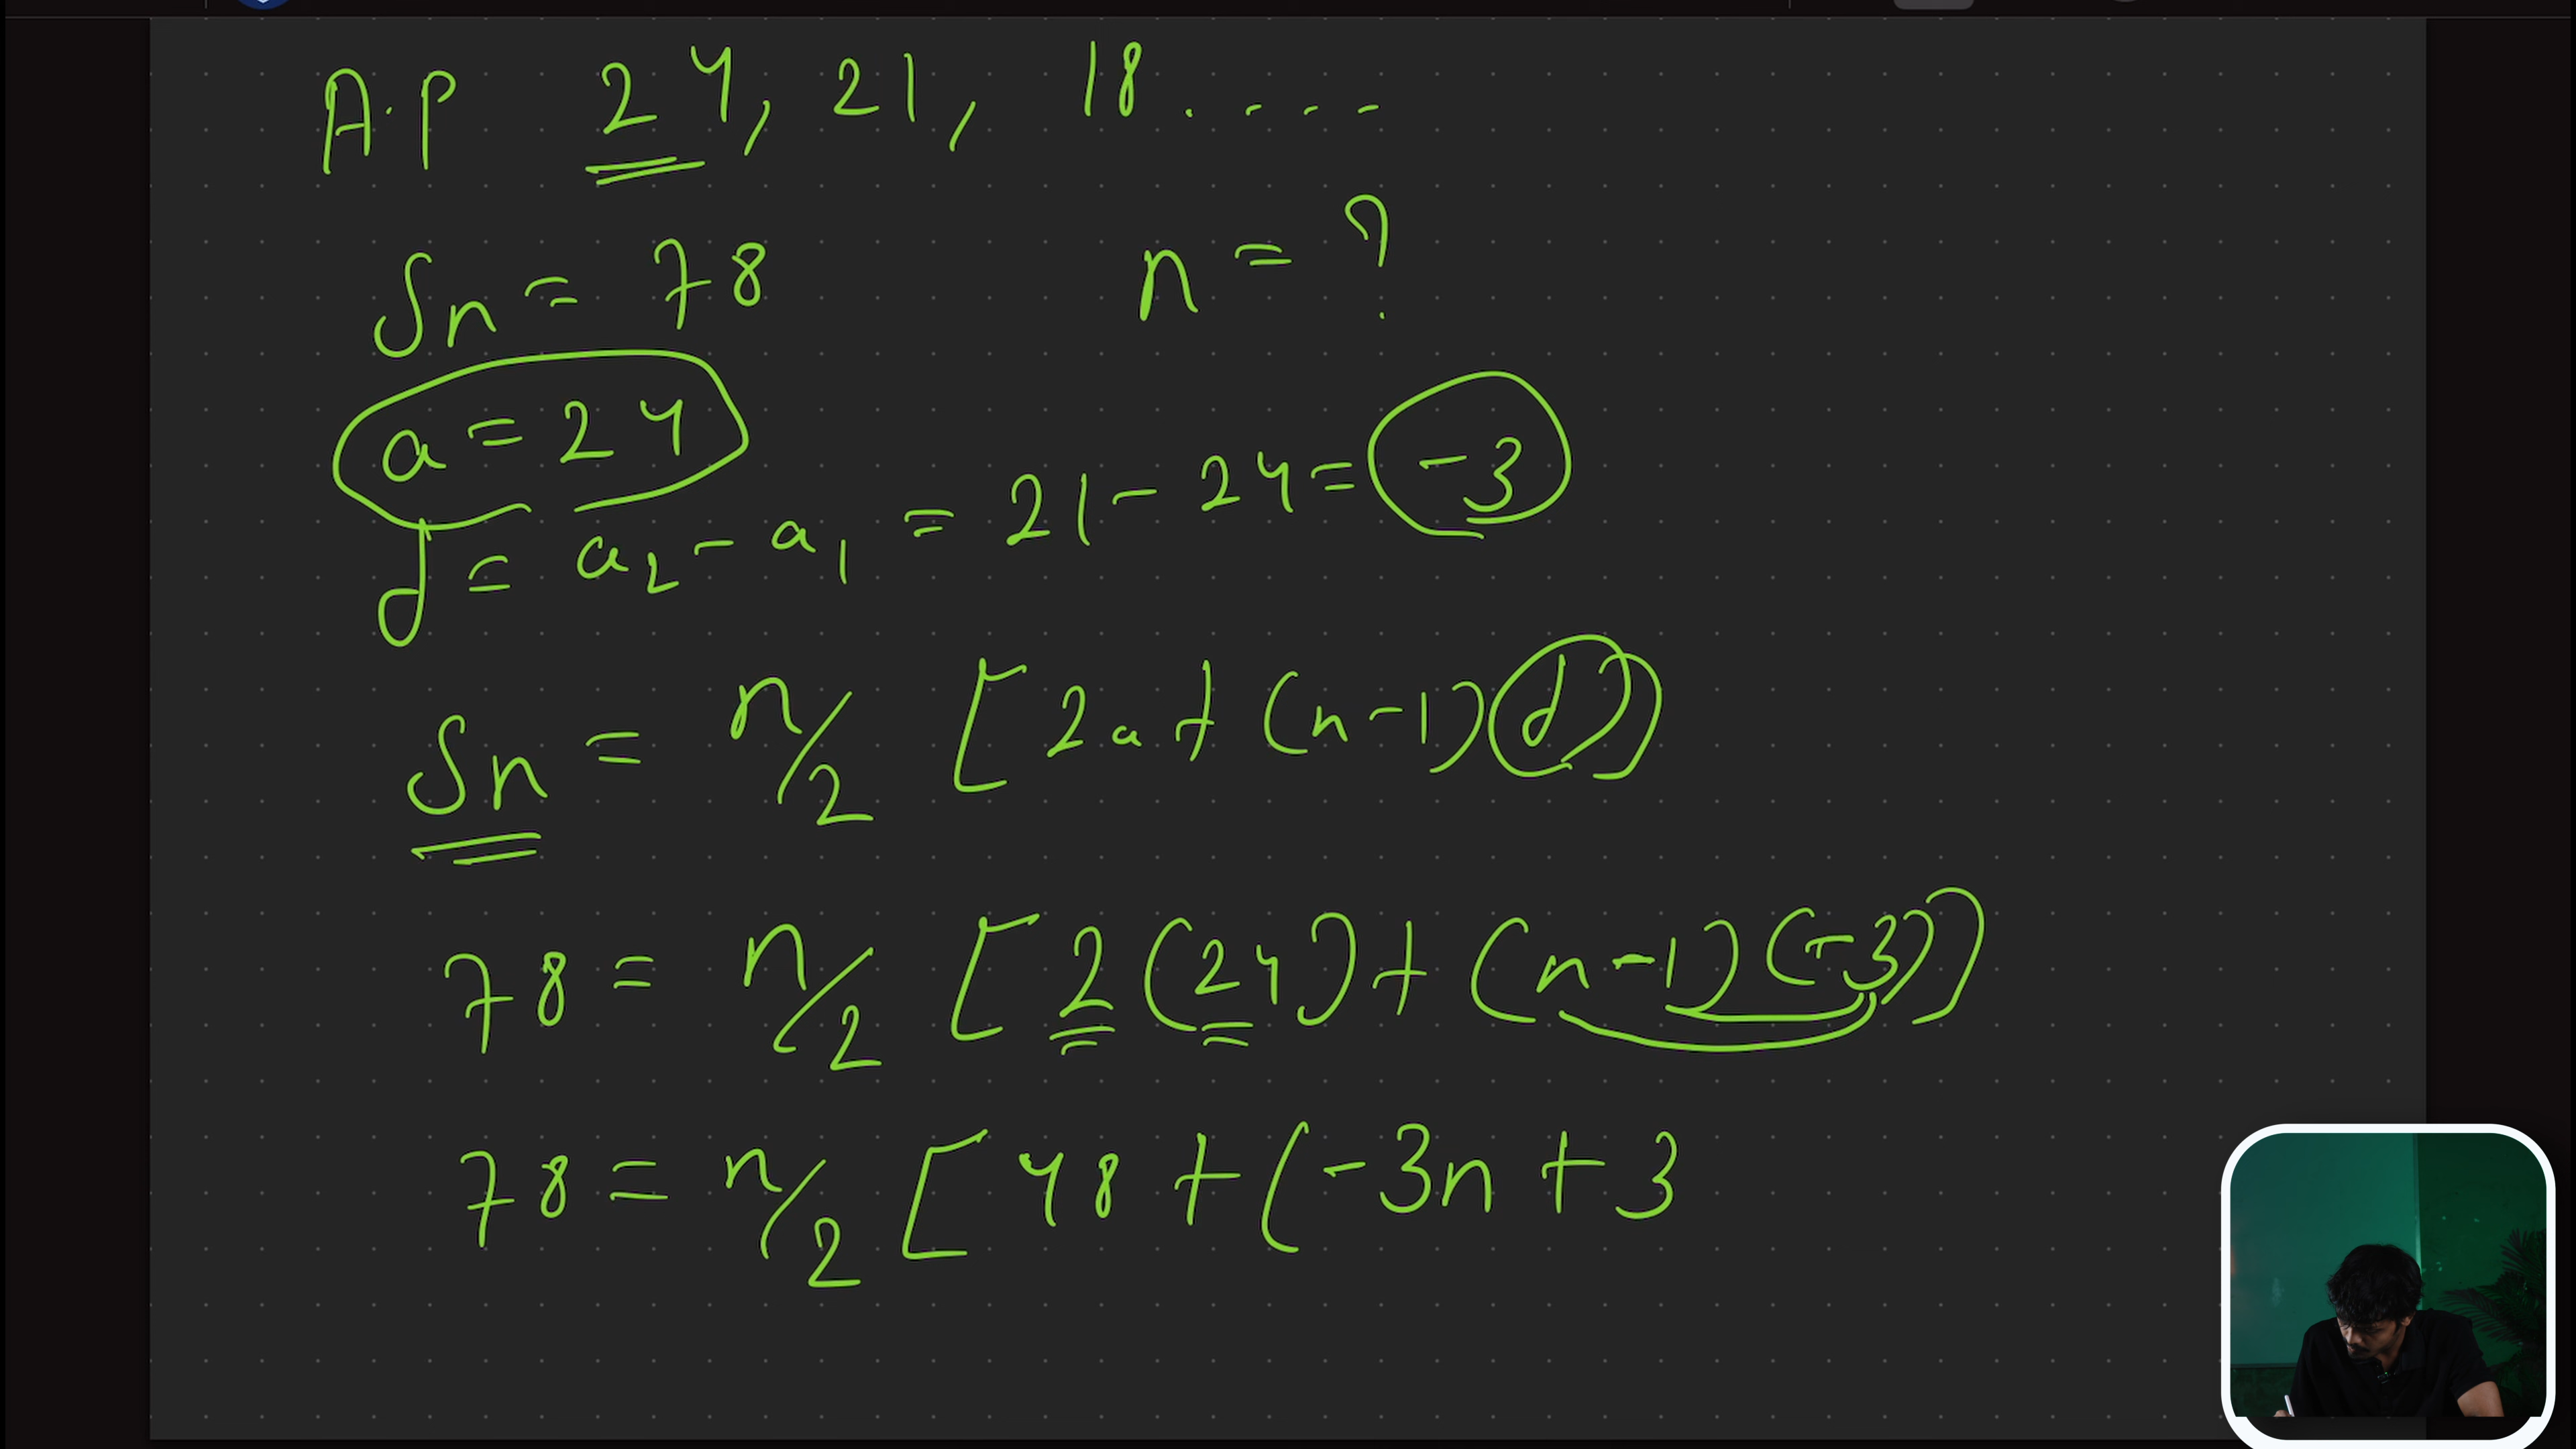 A.P 24, 21, 18 . . . .
Sn = 78 n = ?
a = 24
d = a2 - a1 = 21 - 24 = -3
Sn = n/2 [2a + (n-1)d)]
78 = n/2 [2(24) + (n-1)(-3))]
78 = n/2 [48 + (-3n + 3